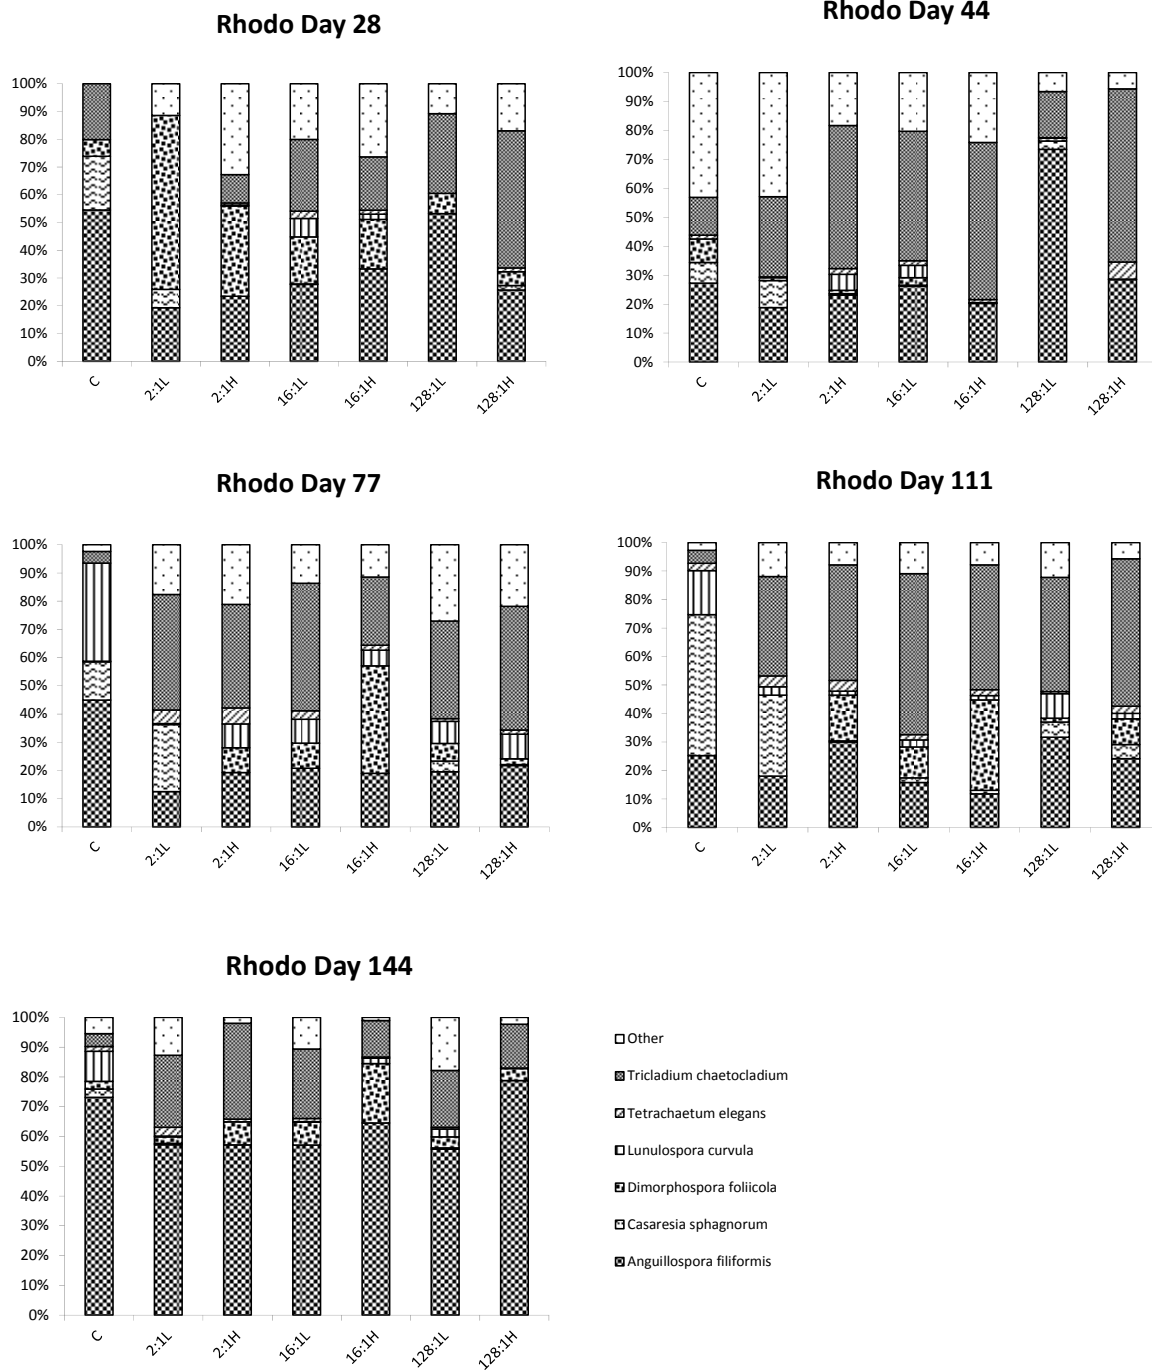 Rhodo Day 28
100%
90%
80%
70%
60%
50%
40%
30%
20%
10%
0%
C
2:1L
2:1H
16:1L
16:1H
128:1L
128:1H
Rhodo Day 44
100%
90%
80%
70%
60%
50%
40%
30%
20%
10%
0%
C
2:1L
2:1H
16:1L
16:1H
128:1L
128:1H
Rhodo Day 77
100%
90%
80%
70%
60%
50%
40%
30%
20%
10%
0%
C
2:1L
2:1H
16:1L
16:1H
128:1L
128:1H
Rhodo Day 111
100%
90%
80%
70%
60%
50%
40%
30%
20%
10%
0%
C
2:1L
2:1H
16:1L
16:1H
128:1L
128:1H
Rhodo Day 144
100%
90%
80%
70%
60%
50%
40%
30%
20%
10%
0%
C
2:1L
2:1H
16:1L
16:1H
128:1L
128:1H
Other
Tricladium chaetocladium
Tetrachaetum elegans
Lunulospora curvula
Dimorphospora foliicola
Casaresia sphagnorum
Anguillospora filiformis